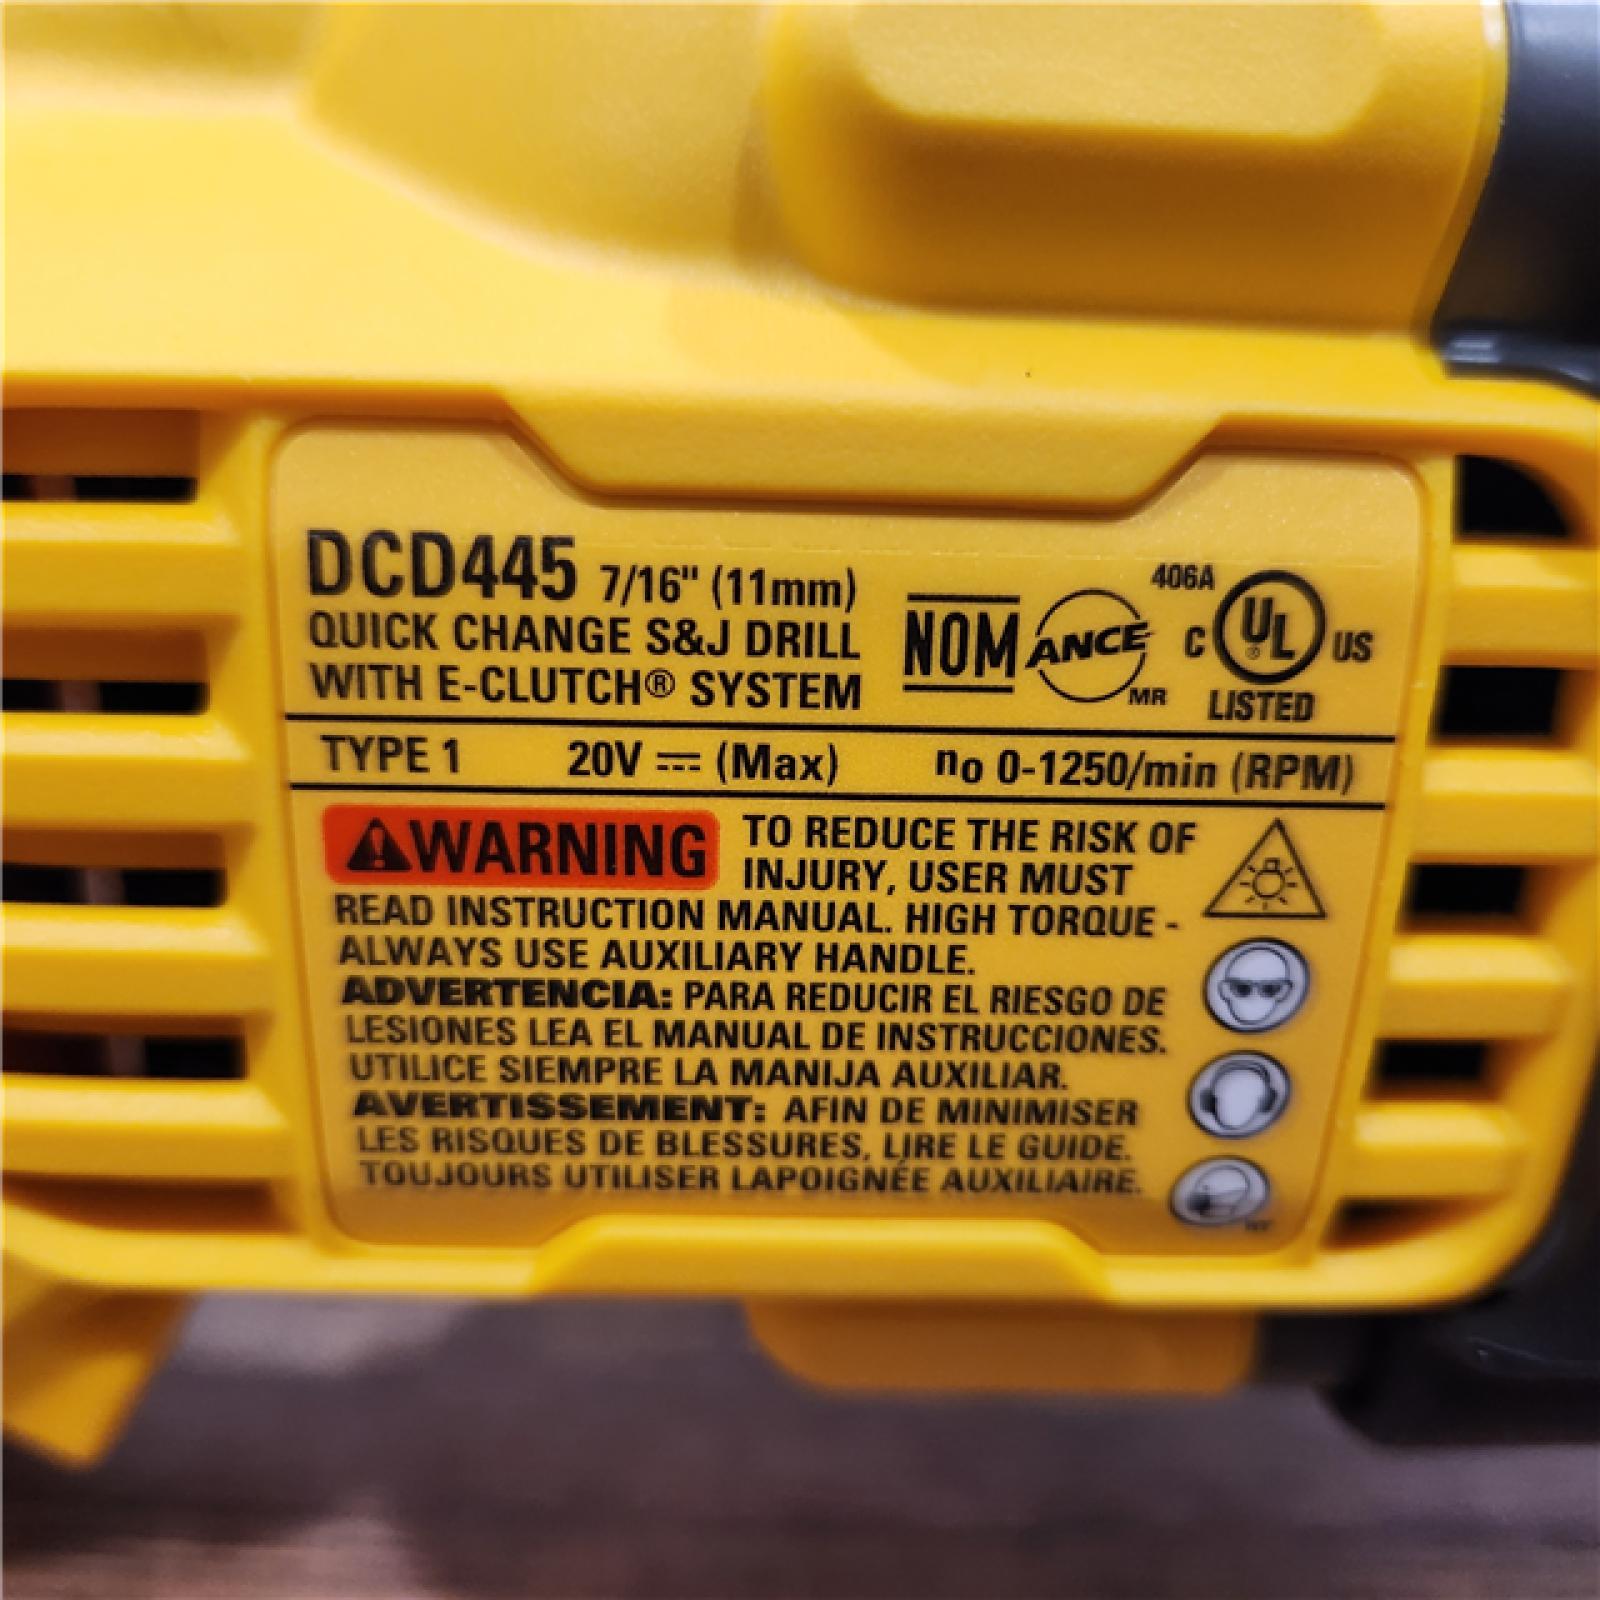 DCD445 7/16" (11mm)
QUICK CHANGE S&J DRILL
WITH E-CLUTCH® SYSTEM
NOM
ANCE
MR
406A
C UL® US
LISTED
TYPE 1 20V ⎓ (Max) no 0-1250/min (RPM)
⚠WARNING TO REDUCE THE RISK OF
INJURY, USER MUST
READ INSTRUCTION MANUAL. HIGH TORQUE -
ALWAYS USE AUXILIARY HANDLE.
ADVERTENCIA: PARA REDUCIR EL RIESGO DE
LESIONES LEA EL MANUAL DE INSTRUCCIONES.
UTILICE SIEMPRE LA MANIJA AUXILIAR.
AVERTISSEMENT: AFIN DE MINIMISER
LES RISQUES DE BLESSURES, LIRE LE GUIDE.
TOUJOURS UTILISER LAPOIGNÉE AUXILIAIRE.